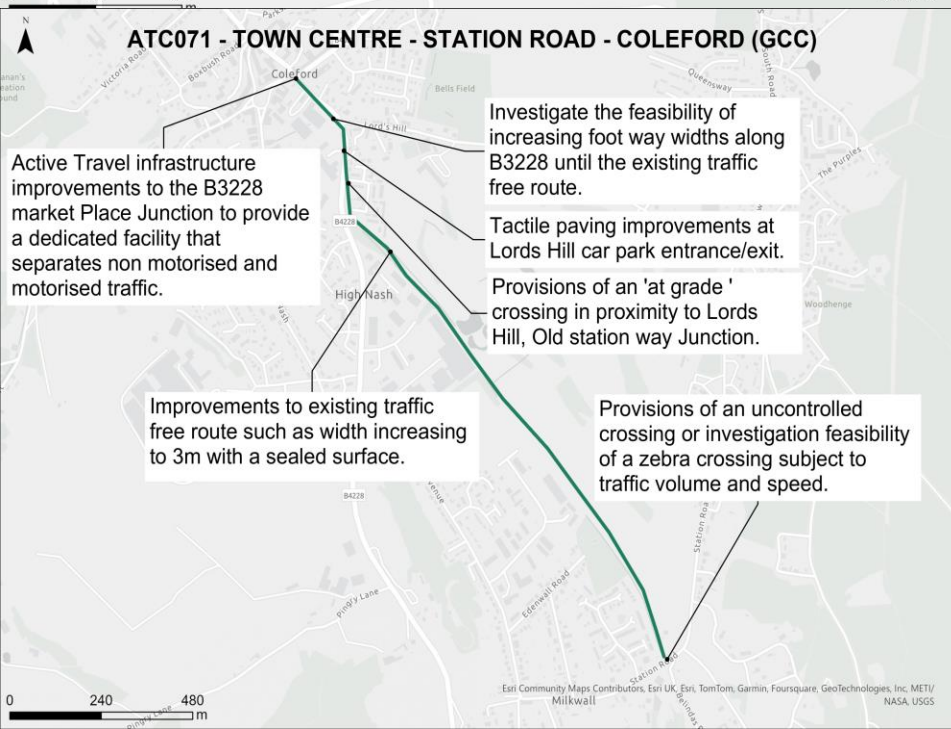 m
N
ATC071 - TOWN CENTRE - STATION ROAD - COLEFORD (GCC)
Victoria Road
Boxbush Road
Coleford
Bells Field
Queensway
South Road
The Purples
Lord's Hill
Active Travel infrastructure
improvements to the B3228
market Place Junction to provide
a dedicated facility that
separates non motorised and
motorised traffic.
Investigate the feasibility of
increasing foot way widths along
B3228 until the existing traffic
free route.
Tactile paving improvements at
Lords Hill car park entrance/exit.
Provisions of an 'at grade '
crossing in proximity to Lords
Hill, Old station way Junction.
B4228
High Nash
Nash
Woodhenge
Improvements to existing traffic
free route such as width increasing
to 3m with a sealed surface.
Provisions of an uncontrolled
crossing or investigation feasibility
of a zebra crossing subject to
traffic volume and speed.
B4228
venue
Station Roa
Edenwall Road
Pingry Lane
Station Road
Milkwall
Belindas
Pingry Lane
0 240 480
m
Esri Community Maps Contributors, Esri UK, Esri, TomTom, Garmin, Foursquare, GeoTechnologies, Inc, METI/
NASA, USGS